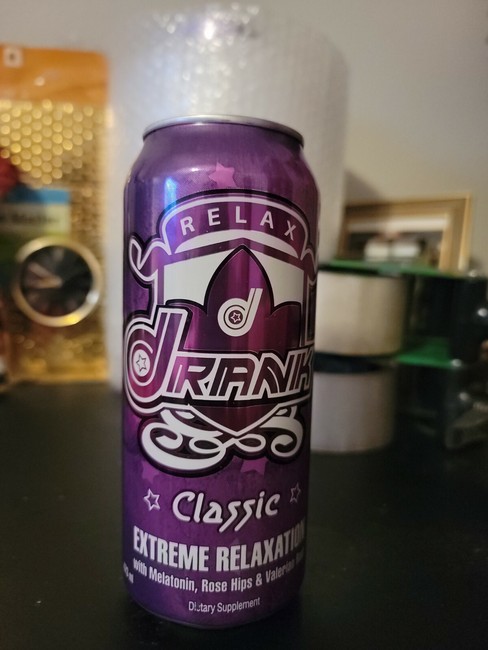 RELAX
d
dRANK
Classic
EXTREME RELAXATION
with Melatonin, Rose Hips & Valerian
Dietary Supplement